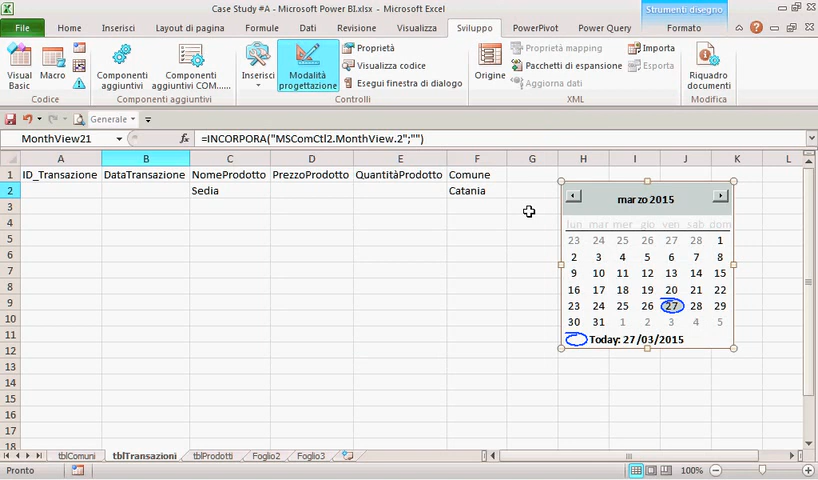 Case Study #A - Microsoft Power BI.xlsx - Microsoft Excel
Strumenti disegno
File Home Inserisci Layout di pagina Formule Dati Revisione Visualizza Sviluppo PowerPivot Power Query Formato
Visual Basic
Macro
Codice
Componenti aggiuntivi
Componenti aggiuntivi COM...
Componenti aggiuntivi
Inserisci
Modalità progettazione
Proprietà
Visualizza codice
Esegui finestra di dialogo
Controlli
Origine
Proprietà mapping
Pacchetti di espansione
Aggiorna dati
Importa
Esporta
XML
Riquadro documenti
Modifica
Generale
MonthView21 fx =INCORPORA("MSComCtl2.MonthView.2";"")
A B C D E F G H I J K L
1 ID_Transazione DataTransazione NomeProdotto PrezzoProdotto QuantitàProdotto Comune
2 Sedia Catania
3
4
5
6
7
8
9
10
11
12
13
14
15
16
17
18
marzo 2015
lun mar mer gio ven sab dom
23 24 25 26 27 28 1
2 3 4 5 6 7 8
9 10 11 12 13 14 15
16 17 18 19 20 21 22
23 24 25 26 27 28 29
30 31 1 2 3 4 5
Today: 27/03/2015
tblComuni tblTransazioni tblProdotti Foglio2 Foglio3
Pronto 100%